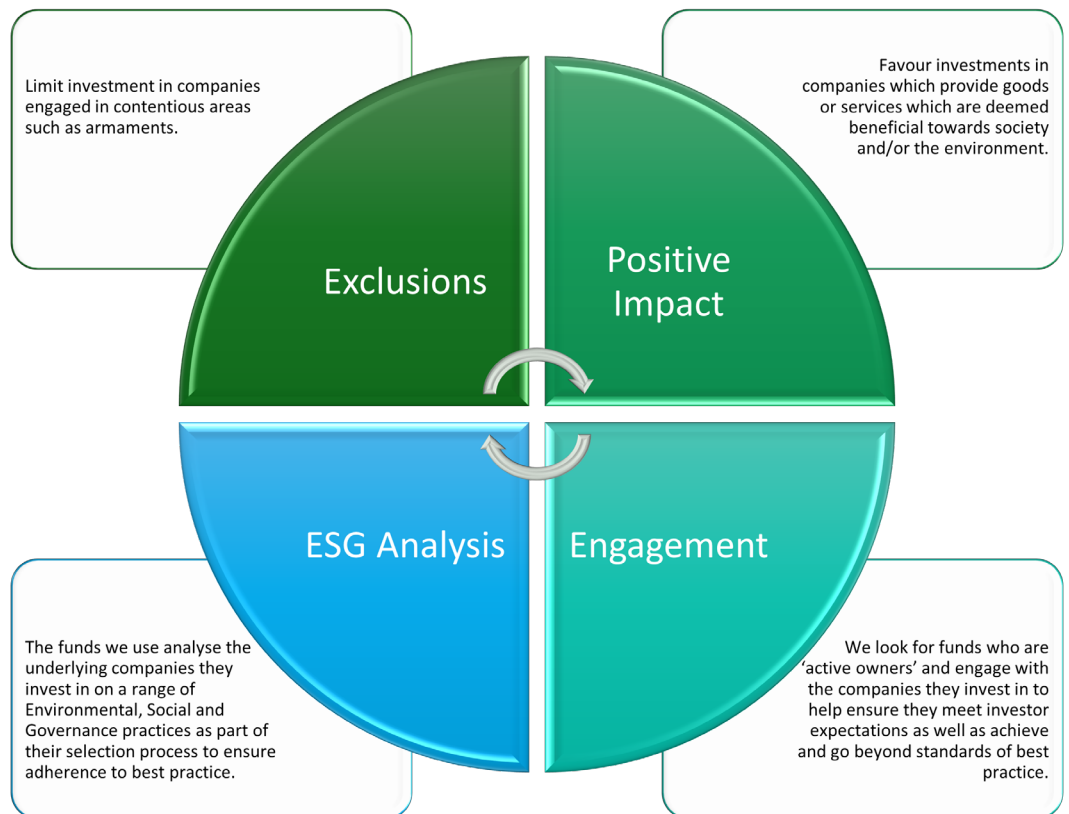 Limit investment in companies
engaged in contentious areas
such as armaments.
Favour investments in
companies which provide goods
or services which are deemed
beneficial towards society
and/or the environment.
Exclusions
Positive
Impact
ESG Analysis
Engagement
The funds we use analyse the
underlying companies they
invest in on a range of
Environmental, Social and
Governance practices as part of
their selection process to ensure
adherence to best practice.
We look for funds who are
‘active owners’ and engage with
the companies they invest in to
help ensure they meet investor
expectations as well as achieve
and go beyond standards of best
practice.